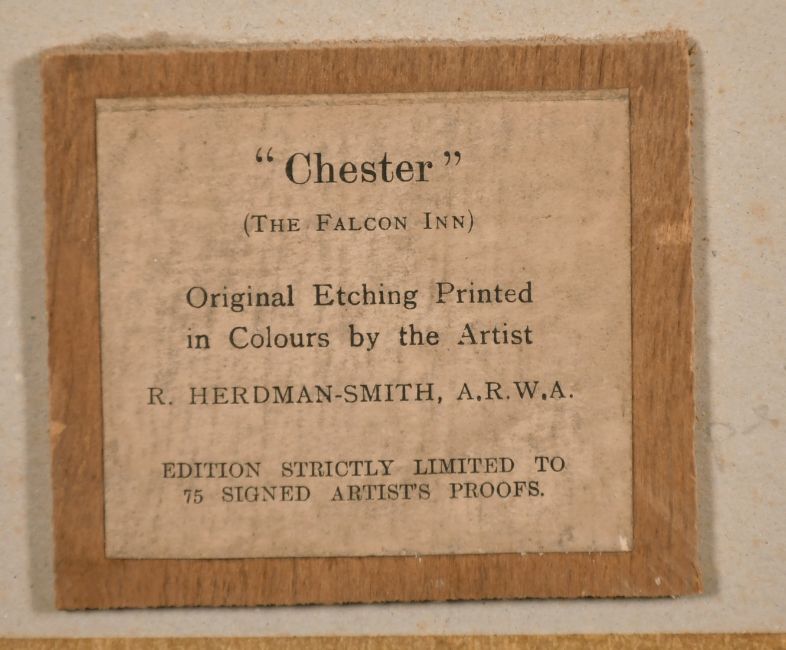 “Chester”
(THE FALCON INN)
Original Etching Printed
in Colours by the Artist
R. HERDMAN-SMITH, A.R.W.A.
EDITION STRICTLY LIMITED TO
75 SIGNED ARTIST'S PROOFS.